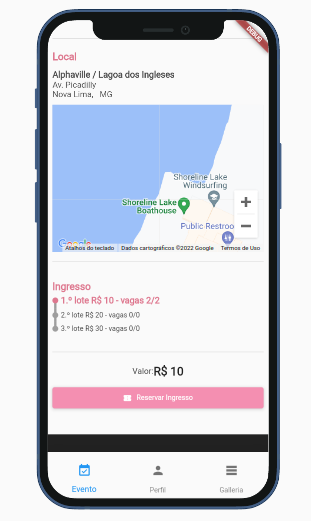 DEBUG
Local
Alphaville / Lagoa dos Ingleses
Av. Picadilly
Nova Lima, MG
Shoreline Lake
Windsurfing
Shoreline Lake
Boathouse
Public Restroo
Google
Atalhos do teclado Dados cartográficos ©2022 Google Termos de Uso
Ingresso
1.º lote R$ 10 - vagas 2/2
2.º lote R$ 20 - vagas 0/0
3.º lote R$ 30 - vagas 0/0
Valor:R$ 10
Reservar Ingresso
Evento Perfil Galleria